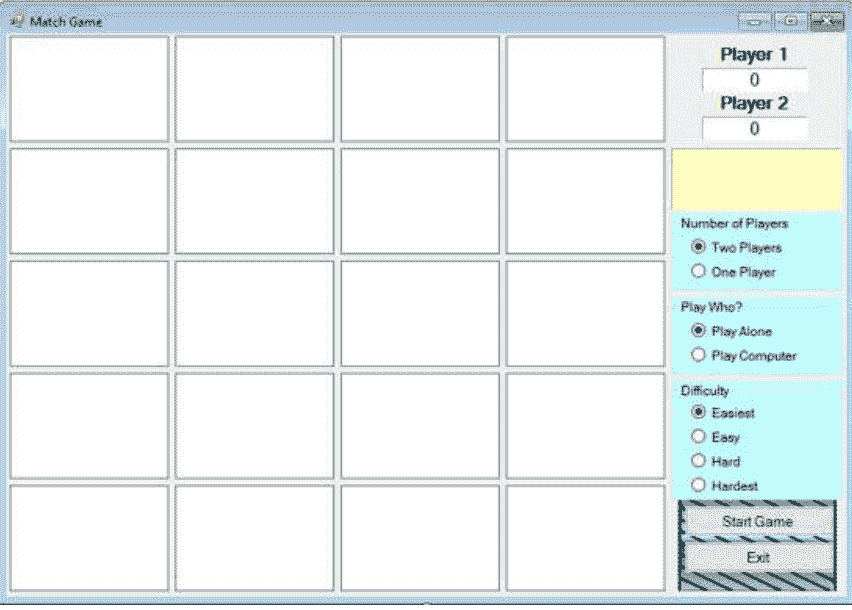 Match Game
Player 1
0
Player 2
0
Number of Players
Two Players
One Player
Play Who?
Play Alone
Play Computer
Difficulty
Easiest
Easy
Hard
Hardest
Start Game
Exit